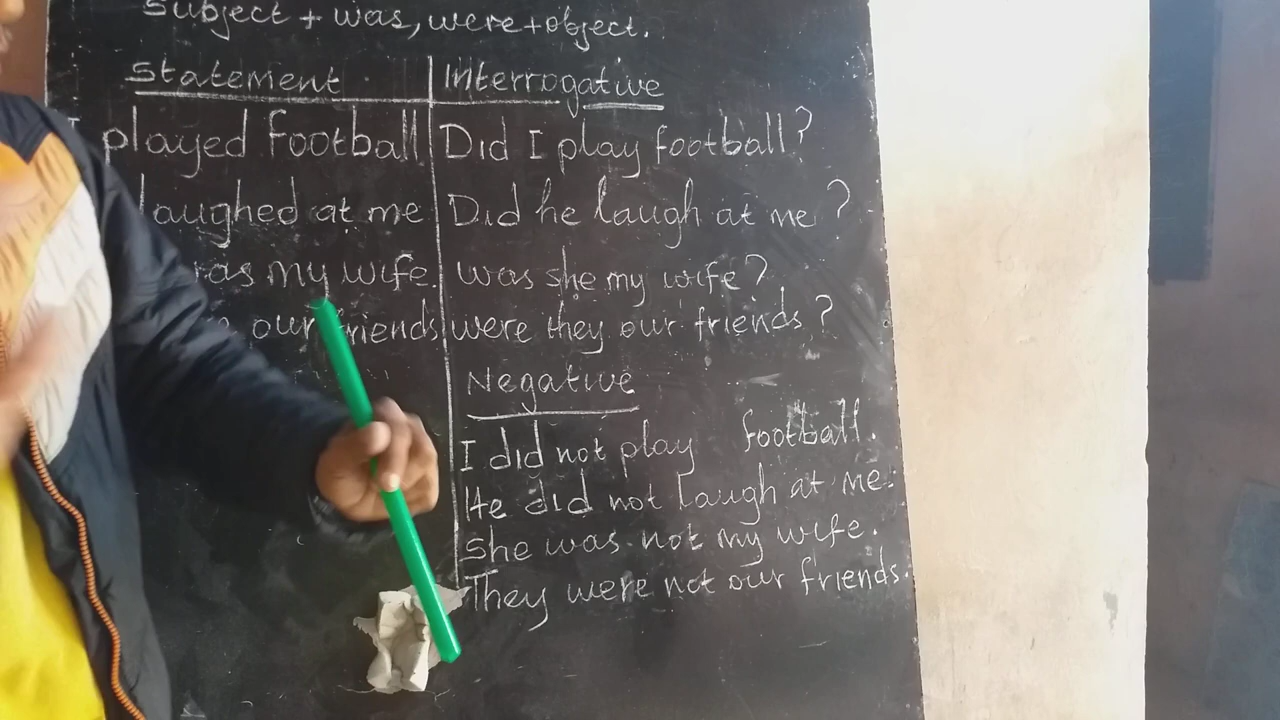 Subject + was, were + object.
Statement
Interrogative
I played football
Did I play football?
laughed at me
Did he laugh at me?
my wife.
was she my wife?
our friends
were they our friends?
Negative
I did not play football.
He did not laugh at me.
She was not my wife.
They were not our friends.